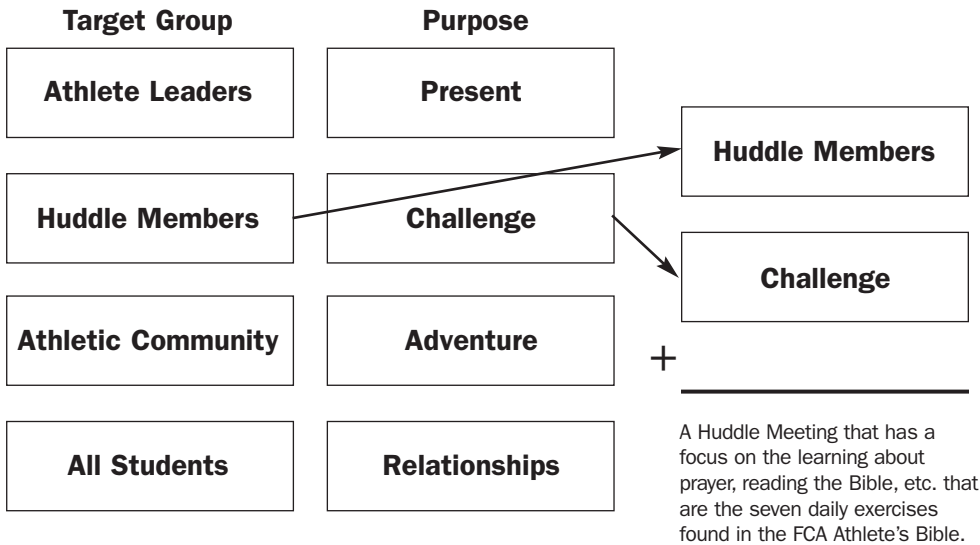 Target Group
Purpose
Athlete Leaders
Present
Huddle Members
Huddle Members
Challenge
Challenge
Athletic Community
Adventure
+
All Students
Relationships
A Huddle Meeting that has a
focus on the learning about
prayer, reading the Bible, etc. that
are the seven daily exercises
found in the FCA Athlete's Bible.